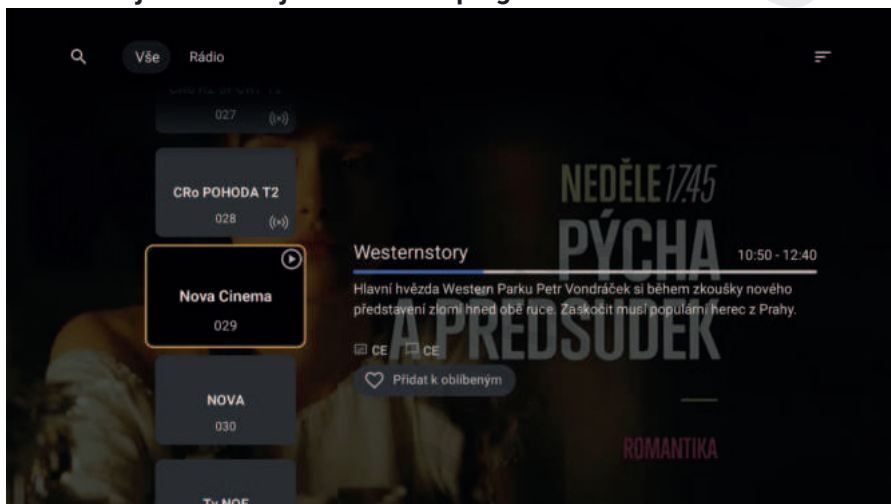 Vše
Rádio
027
CRo POHODA T2
028
Nova Cinema
029
NOVA
030
NEDĚLE 17.45
PÝCHA
A PŘEDSUDEK
ROMANTIKA
Westernstory
10:50 - 12:40
Hlavní hvězda Western Parku Petr Vondráček si během zkoušky nového
představení zlomí hned obě ruce. Zaskočit musí populární herec z Prahy.
CE CE
Přidat k oblíbeným